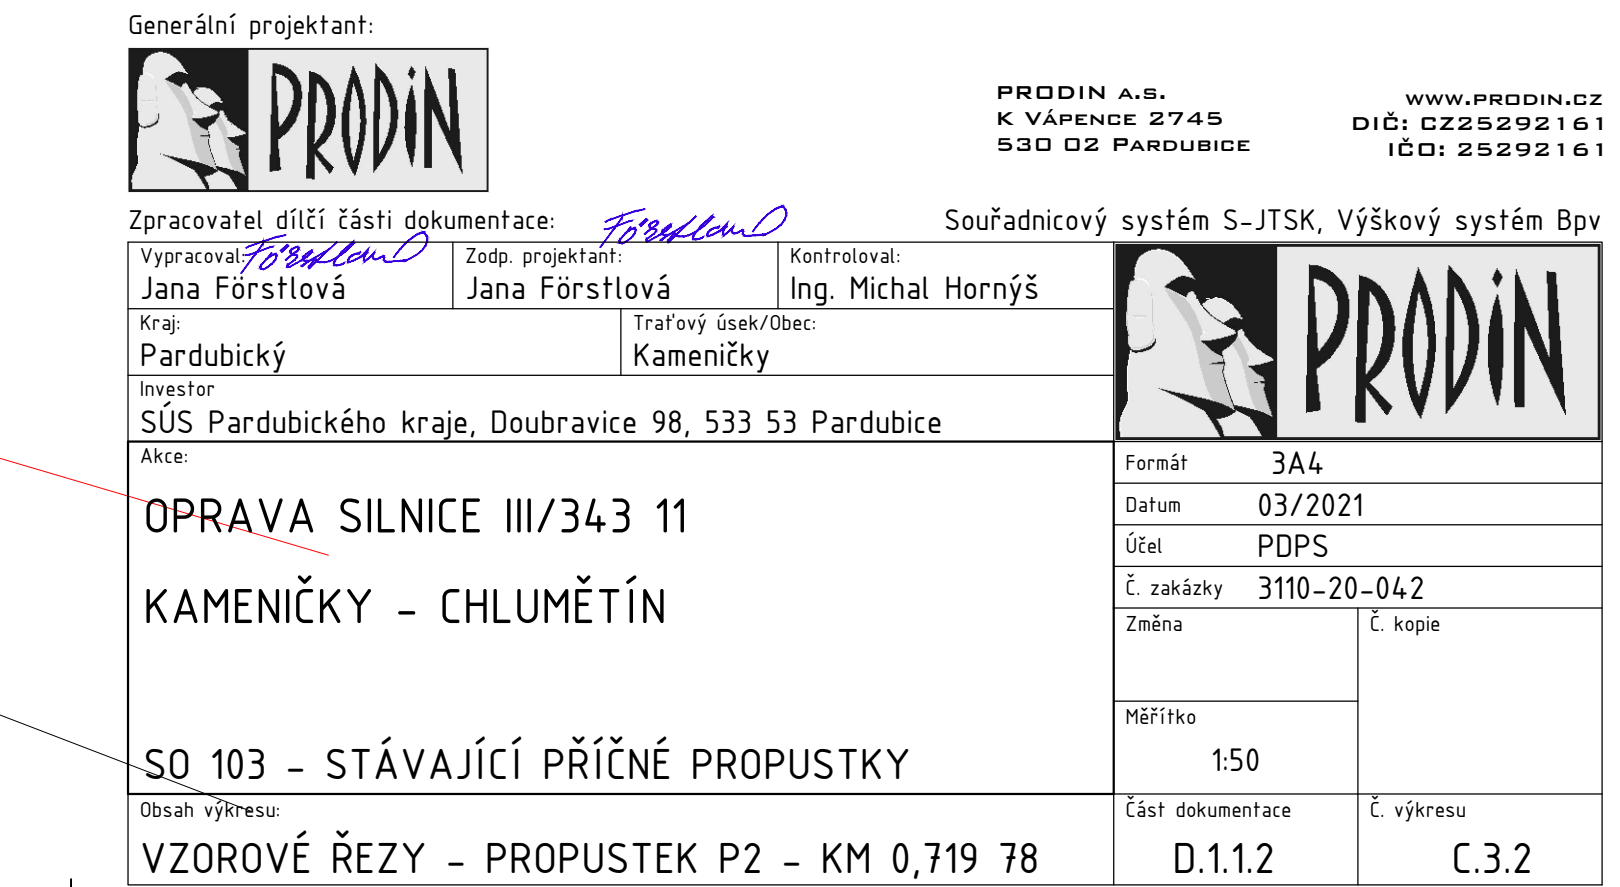 Generální projektant:
PRODIN
PRODIN A.S.
K VÁPENCE 2745
530 02 PARDUBICE
WWW.PRODIN.CZ
DIČ: CZ25292161
IČO: 25292161
Zpracovatel dílčí části dokumentace:
Souřadnicový systém S-JTSK, Výškový systém Bpv
Vypracoval:
Jana Förstlová
Zodp. projektant:
Jana Förstlová
Kontroloval:
Ing. Michal Hornýš
Kraj:
Pardubický
Traťový úsek/Obec:
Kameničky
Investor
SÚS Pardubického kraje, Doubravice 98, 533 53 Pardubice
PRODIN
Akce:
OPRAVA SILNICE III/343 11
KAMENIČKY - CHLUMĚTÍN
SO 103 - STÁVAJÍCÍ PŘÍČNÉ PROPUSTKY
Formát 3A4
Datum 03/2021
Účel PDPS
Č. zakázky 3110-20-042
Změna
Č. kopie
Měřítko
1:50
Obsah výkresu:
VZOROVÉ ŘEZY - PROPUSTEK P2 - KM 0,719 78
Část dokumentace
D.1.1.2
Č. výkresu
C.3.2